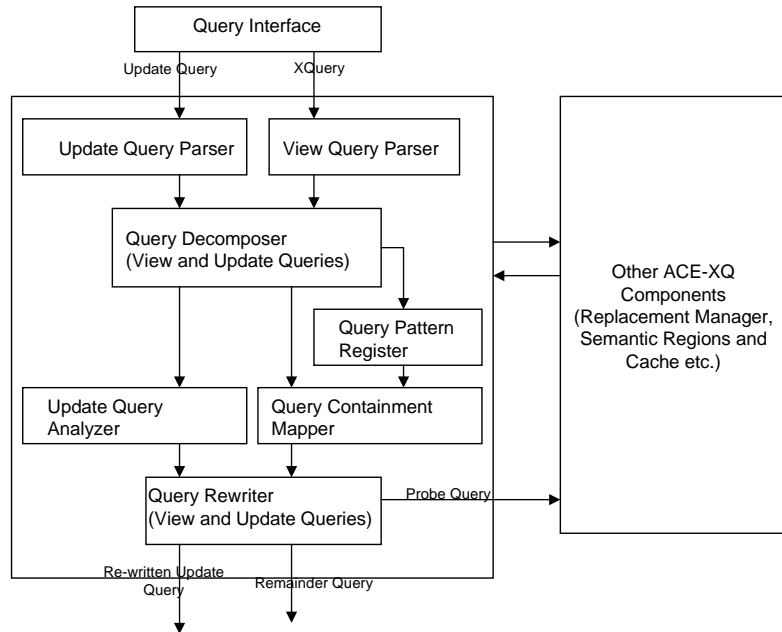 Query Interface
Update Query
XQuery
Update Query Parser
View Query Parser
Query Decomposer
(View and Update Queries)
Other ACE-XQ
Components
(Replacement Manager,
Semantic Regions and
Cache etc.)
Query Pattern
Register
Update Query
Analyzer
Query Containment
Mapper
Query Rewriter
(View and Update Queries)
Probe Query
Re-written Update
Query
Remainder Query